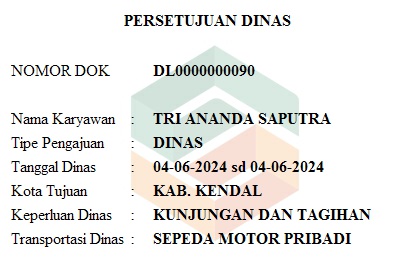 PERSETUJUAN DINAS
NOMOR DOK DL0000000090
Nama Karyawan : TRI ANANDA SAPUTRA
Tipe Pengajuan : DINAS
Tanggal Dinas : 04-06-2024 sd 04-06-2024
Kota Tujuan : KAB. KENDAL
Keperluan Dinas : KUNJUNGAN DAN TAGIHAN
Transportasi Dinas : SEPEDA MOTOR PRIBADI